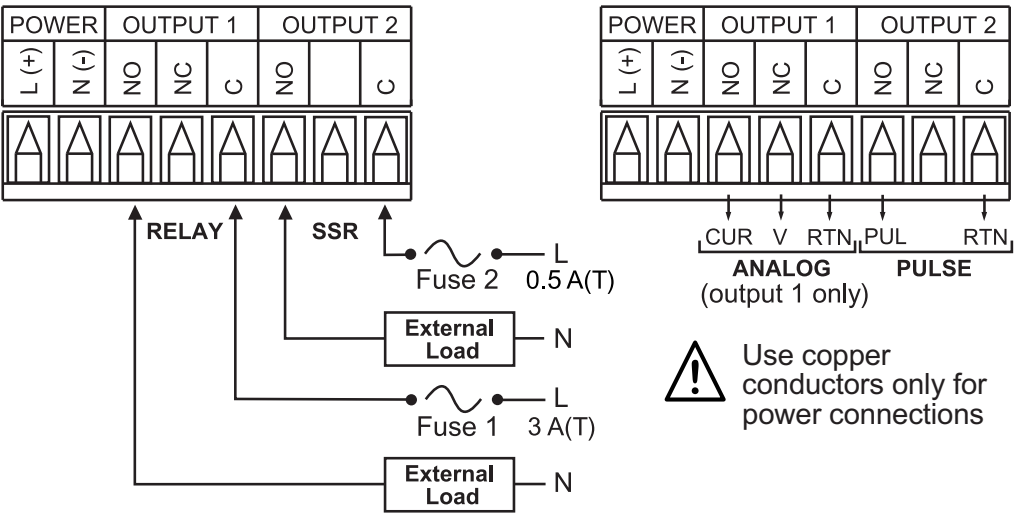 POWER OUTPUT 1 OUTPUT 2
L (+) N (-) NO NC C NO C
RELAY SSR
L
Fuse 2 0.5 A(T)
External
Load
N
L
Fuse 1 3 A(T)
External
Load
N
POWER OUTPUT 1 OUTPUT 2
L (+) N (-) NO NC C NO NC C
CUR V RTN PUL RTN
ANALOG PULSE
(output 1 only)
Use copper
conductors only for
power connections